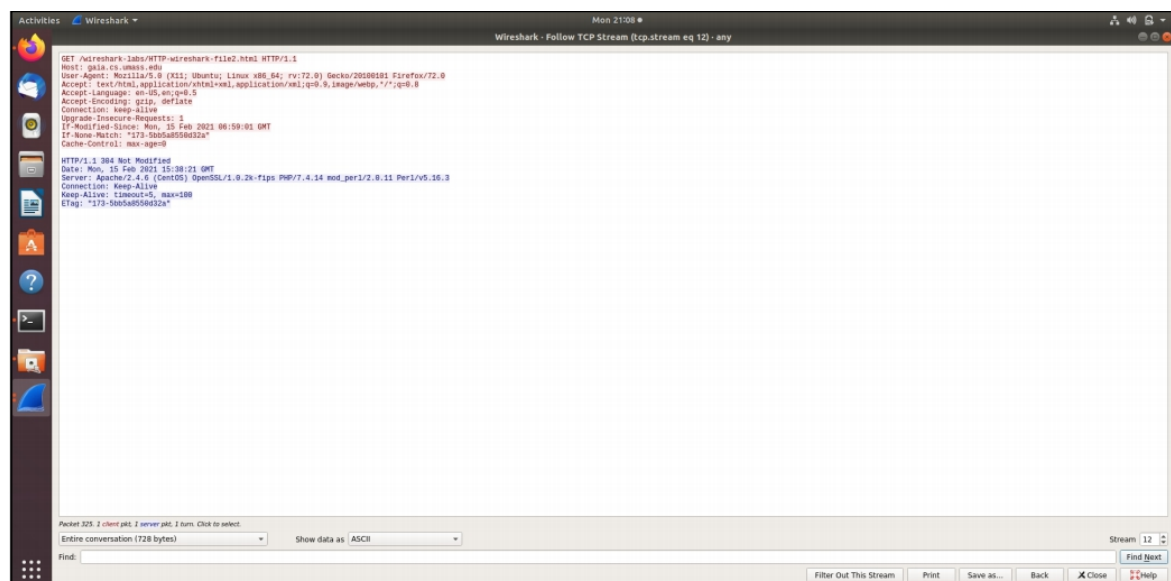 Activities Wireshark Mon 21:08
Wireshark - Follow TCP Stream (tcp.stream eq 12) - any
GET /wireshark-labs/HTTP-wireshark-file2.html HTTP/1.1
Host: gaia.cs.umass.edu
User-Agent: Mozilla/5.0 (X11; Ubuntu; Linux x86_64; rv:72.0) Gecko/20100101 Firefox/72.0
Accept: text/html,application/xhtml+xml,application/xml;q=0.9,image/webp,*/*;q=0.8
Accept-Language: en-US,en;q=0.5
Accept-Encoding: gzip, deflate
Connection: keep-alive
Upgrade-Insecure-Requests: 1
If-Modified-Since: Mon, 15 Feb 2021 06:59:01 GMT
If-None-Match: "173-5bb5a8550d32a"
Cache-Control: max-age=0
HTTP/1.1 304 Not Modified
Date: Mon, 15 Feb 2021 15:38:21 GMT
Server: Apache/2.4.6 (CentOS) OpenSSL/1.0.2k-fips PHP/7.4.14 mod_perl/2.0.11 Perl/v5.16.3
Connection: Keep-Alive
Keep-Alive: timeout=5, max=100
ETag: "173-5bb5a8550d32a"
Packet 325. 1 client pkt, 1 server pkt, 1 turn. Click to select.
Entire conversation (728 bytes) Show data as ASCII Stream 12
Find: Find Next
Filter Out This Stream Print Save as... Back Close Help